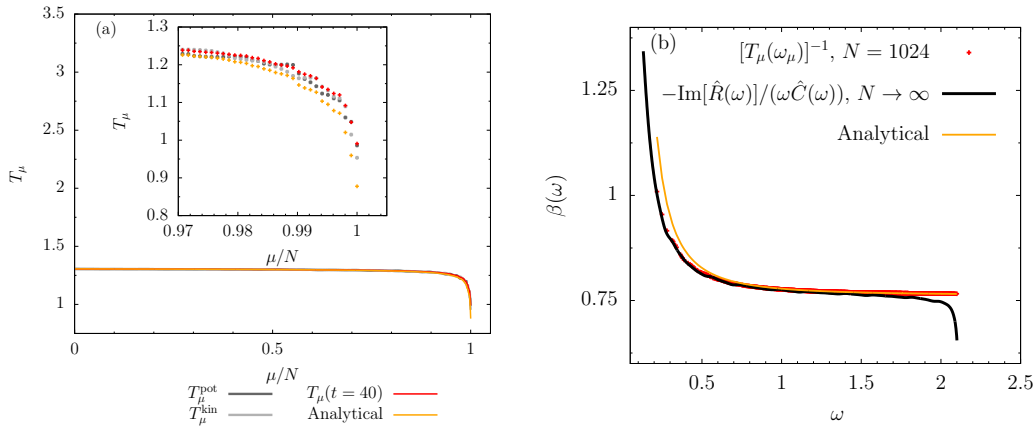 (a)
3.5
3
2.5
2
1.5
1
T_μ
0
0.5
1
μ/N
1.3
1.2
1.1
1
0.9
0.8
T_μ
0.97
0.98
0.99
1
μ/N
T_μ^pot
T_μ(t = 40)
T_μ^kin
Analytical
(b)
[T_μ(ω_μ)]^{-1}, N = 1024
−Im[R̂(ω)]/(ωĈ(ω)), N → ∞
Analytical
1.25
1
0.75
β(ω)
0.5
1
1.5
2
2.5
ω